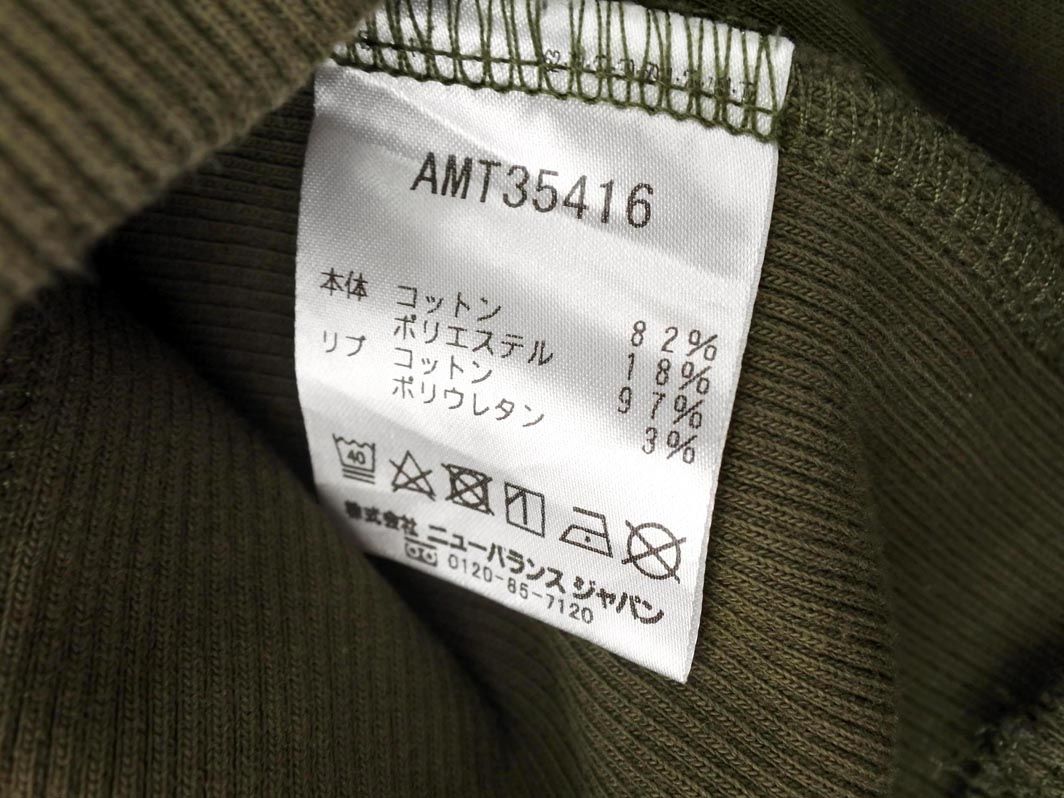 AMT35416
本体 コットン 82%
ポリエステル 18%
リブ コットン 97%
ポリウレタン 3%
40
株式会社 ニューバランス ジャパン
0120-85-7120